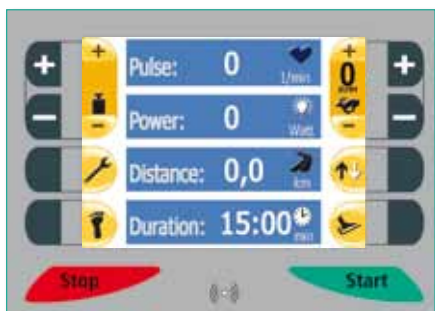 + + Pulse: 0 1/min + 0 +
- - Power: 0 Watt - -
Distance: 0,0 km
Duration: 15:00 min
Stop Start